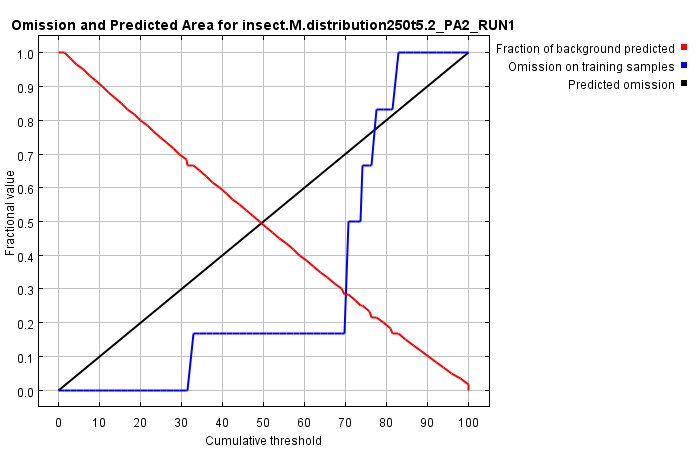 Omission and Predicted Area for insect.M.distribution250t5.2_PA2_RUN1
Fraction of background predicted
Omission on training samples
Predicted omission
Fractional value
1.0
0.9
0.8
0.7
0.6
0.5
0.4
0.3
0.2
0.1
0.0
0 10 20 30 40 50 60 70 80 90 100
Cumulative threshold